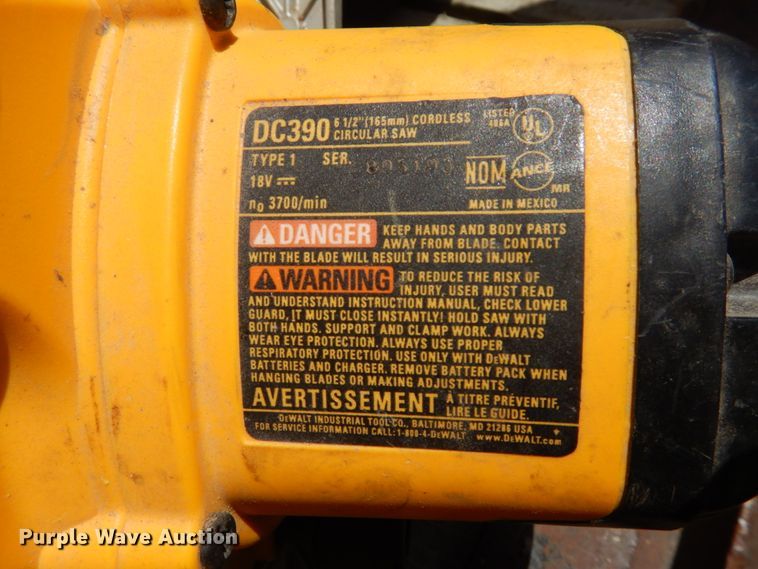 DC390 6 1/2" (165mm) CORDLESS
CIRCULAR SAW
LISTED
UL
TYPE 1 SER.
18V
NOM ANCE
MR
n0 3700/min
MADE IN MEXICO
DANGER KEEP HANDS AND BODY PARTS
AWAY FROM BLADE. CONTACT
WITH THE BLADE WILL RESULT IN SERIOUS INJURY.
WARNING TO REDUCE THE RISK OF
INJURY, USER MUST READ
AND UNDERSTAND INSTRUCTION MANUAL, CHECK LOWER
GUARD, IT MUST CLOSE INSTANTLY! HOLD SAW WITH
BOTH HANDS. SUPPORT AND CLAMP WORK. ALWAYS
WEAR EYE PROTECTION. ALWAYS USE PROPER
RESPIRATORY PROTECTION. USE ONLY WITH DEWALT
BATTERIES AND CHARGER. REMOVE BATTERY PACK WHEN
HANGING BLADES OR MAKING ADJUSTMENTS.
AVERTISSEMENT À TITRE PRÉVENTIF,
LIRE LE GUIDE.
DEWALT INDUSTRIAL TOOL CO., BALTIMORE, MD 21286 USA
FOR SERVICE INFORMATION CALL: 1-800-4-DEWALT www.DEWALT.com
Purple Wave Auction